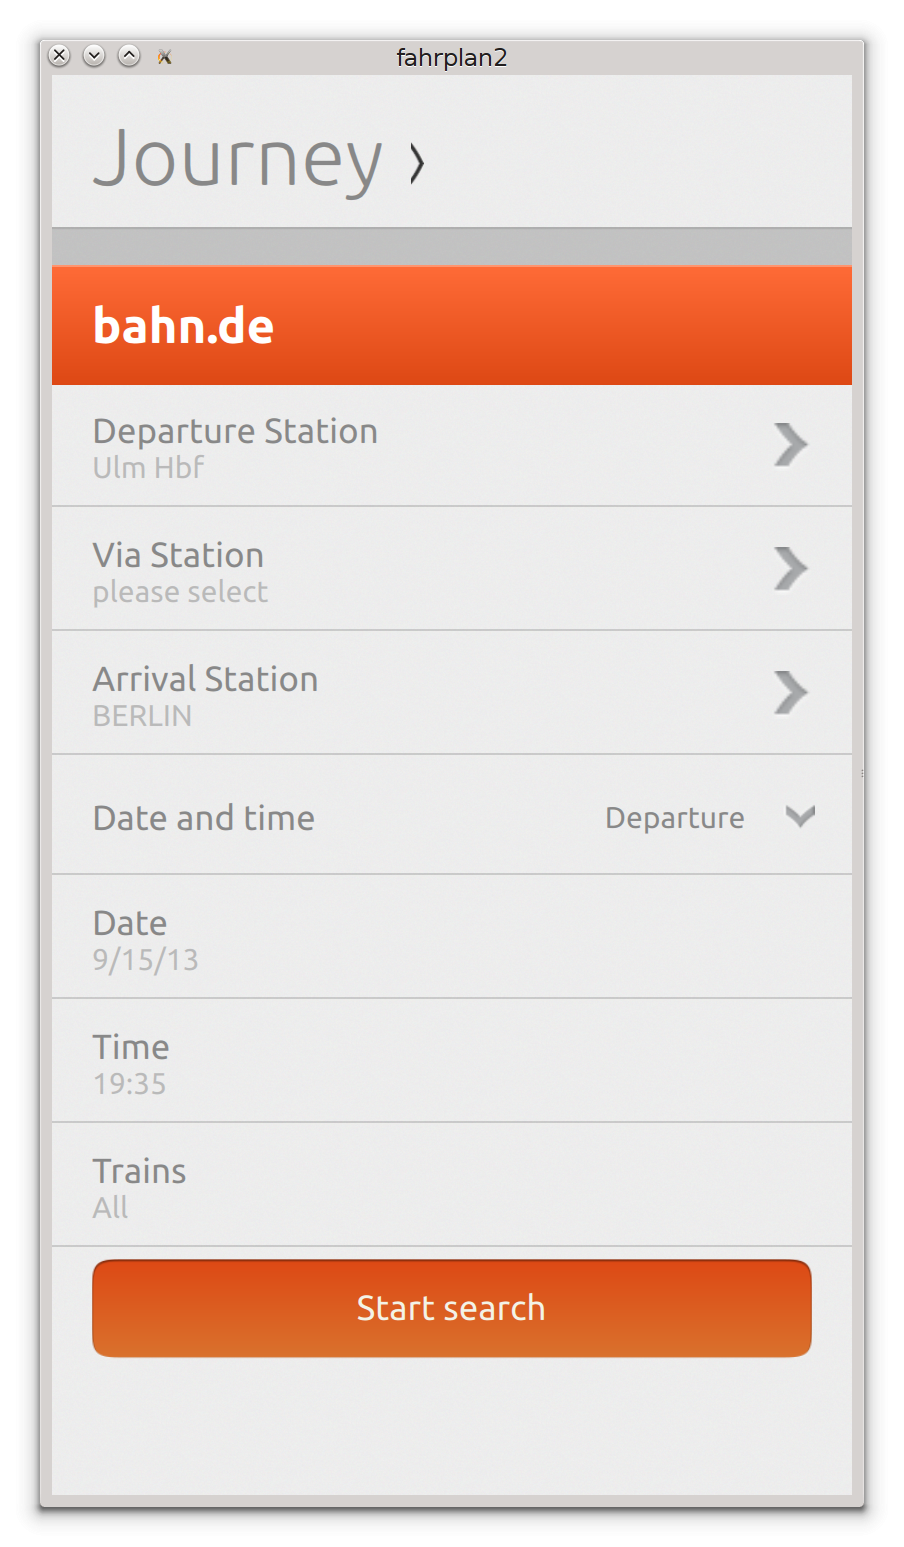 fahrplan2
Journey
bahn.de
Departure Station
Ulm Hbf
Via Station
please select
Arrival Station
BERLIN
Date and time Departure
Date
9/15/13
Time
19:35
Trains
All
Start search